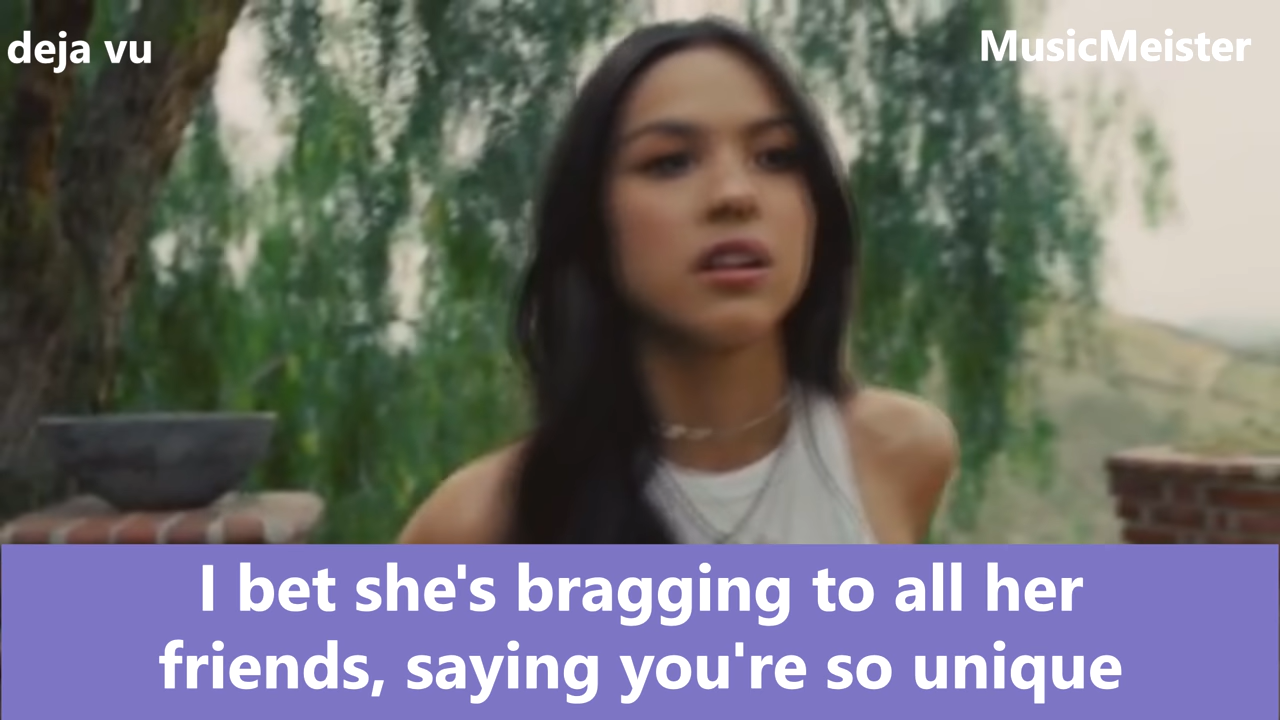 deja vu
MusicMeister
I bet she's bragging to all her
friends, saying you're so unique